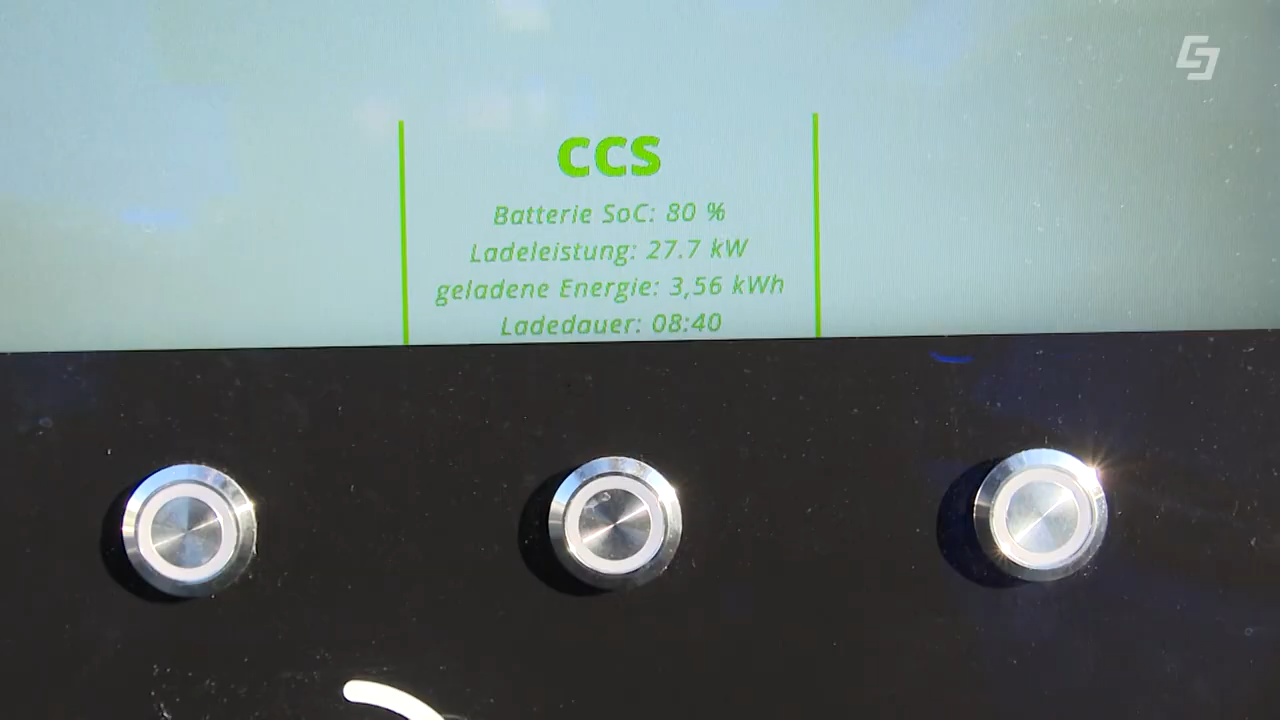 CCS
Batterie SoC: 80 %
Ladeleistung: 27.7 kW
geladene Energie: 3,56 kWh
Ladedauer: 08:40